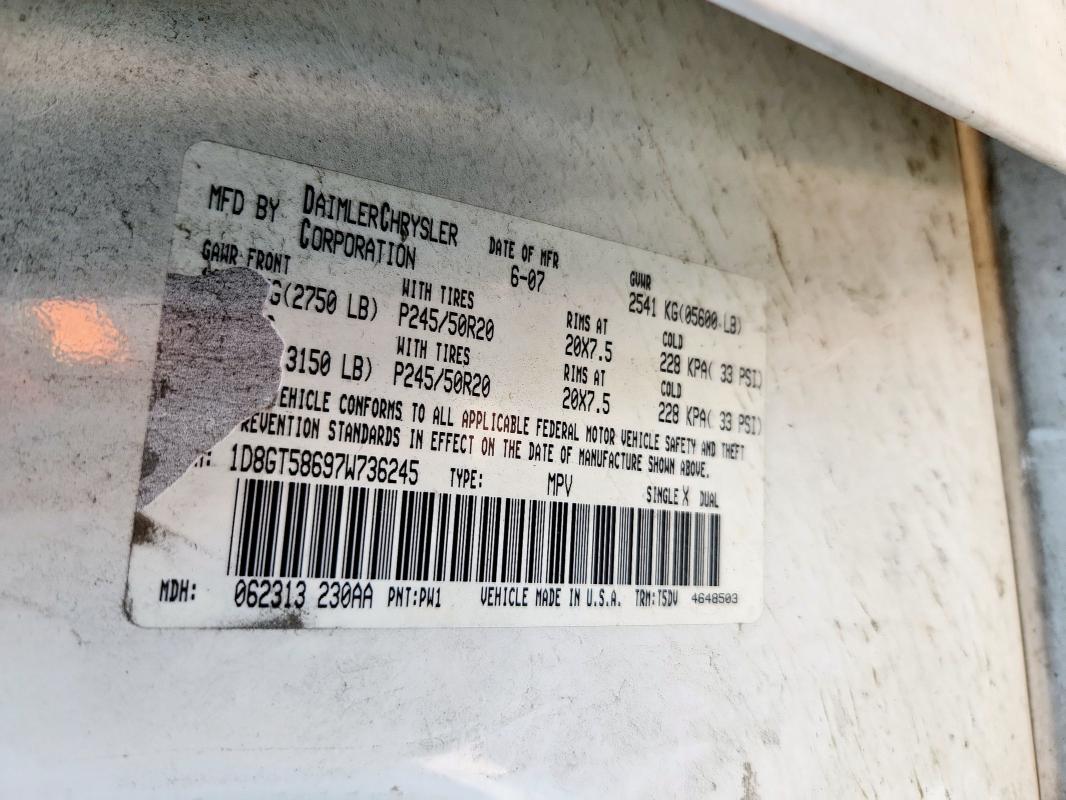 MFD BY DAIMLERCHRYSLER CORPORATION
DATE OF MFR 6-07
GVWR 2541 KG(05600 LB)
GAWR FRONT
G(2750 LB)
WITH TIRES P245/50R20
RIMS AT 20X7.5
COLD 228 KPA( 33 PSI)
3150 LB)
WITH TIRES P245/50R20
RIMS AT 20X7.5
COLD 228 KPA( 33 PSI)
EHICLE CONFORMS TO ALL APPLICABLE FEDERAL MOTOR VEHICLE SAFETY AND THEFT
REVENTION STANDARDS IN EFFECT ON THE DATE OF MANUFACTURE SHOWN ABOVE.
: 1D8GT58697W736245 TYPE: MPV SINGLE X DUAL
MDH: 062313 230AA PNT:PW1 VEHICLE MADE IN U.S.A. TRM:T5DV 4648503